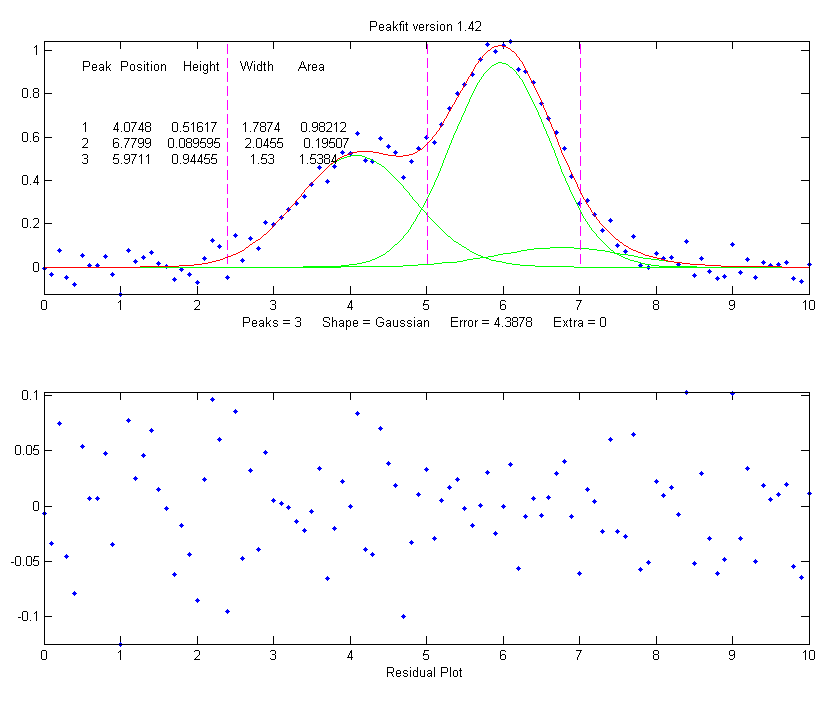 Peakfit version 1.42
1
0.8
0.6
0.4
0.2
0
Peak Position Height Width Area
1 4.0748 0.51617 1.7874 0.98212
2 6.7799 0.089595 2.0455 0.19507
3 5.9711 0.94455 1.53 1.5384
0 1 2 3 4 5 6 7 8 9 10
Peaks = 3 Shape = Gaussian Error = 4.3878 Extra = 0
0.1
0.05
0
-0.05
-0.1
0 1 2 3 4 5 6 7 8 9 10
Residual Plot